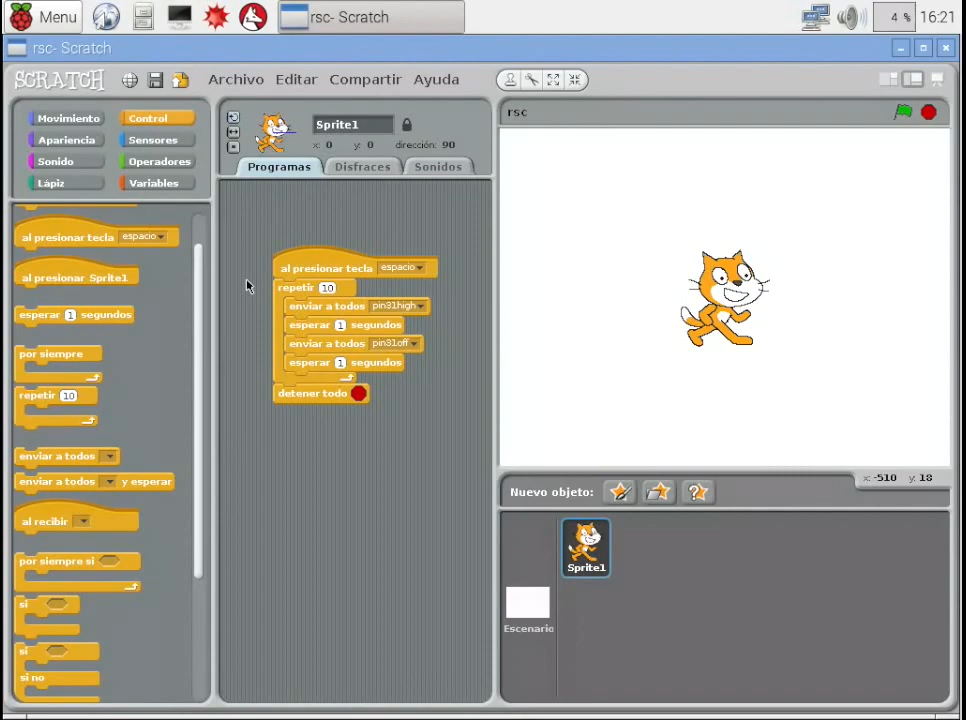 Menu
rsc- Scratch
4 %
16:21
rsc- Scratch
SCRATCH
Archivo
Editar
Compartir
Ayuda
Movimiento
Control
Apariencia
Sensores
Sonido
Operadores
Lápiz
Variables
Sprite1
x: 0 y: 0 dirección: 90
Programas
Disfraces
Sonidos
al presionar tecla espacio
al presionar Sprite1
esperar 1 segundos
por siempre
repetir 10
enviar a todos
enviar a todos y esperar
al recibir
por siempre si
si
si
si no
al presionar tecla espacio
repetir 10
enviar a todos pin31high
esperar 1 segundos
enviar a todos pin31off
esperar 1 segundos
detener todo
rsc
x: -510 y: 18
Nuevo objeto:
Sprite1
Escenario